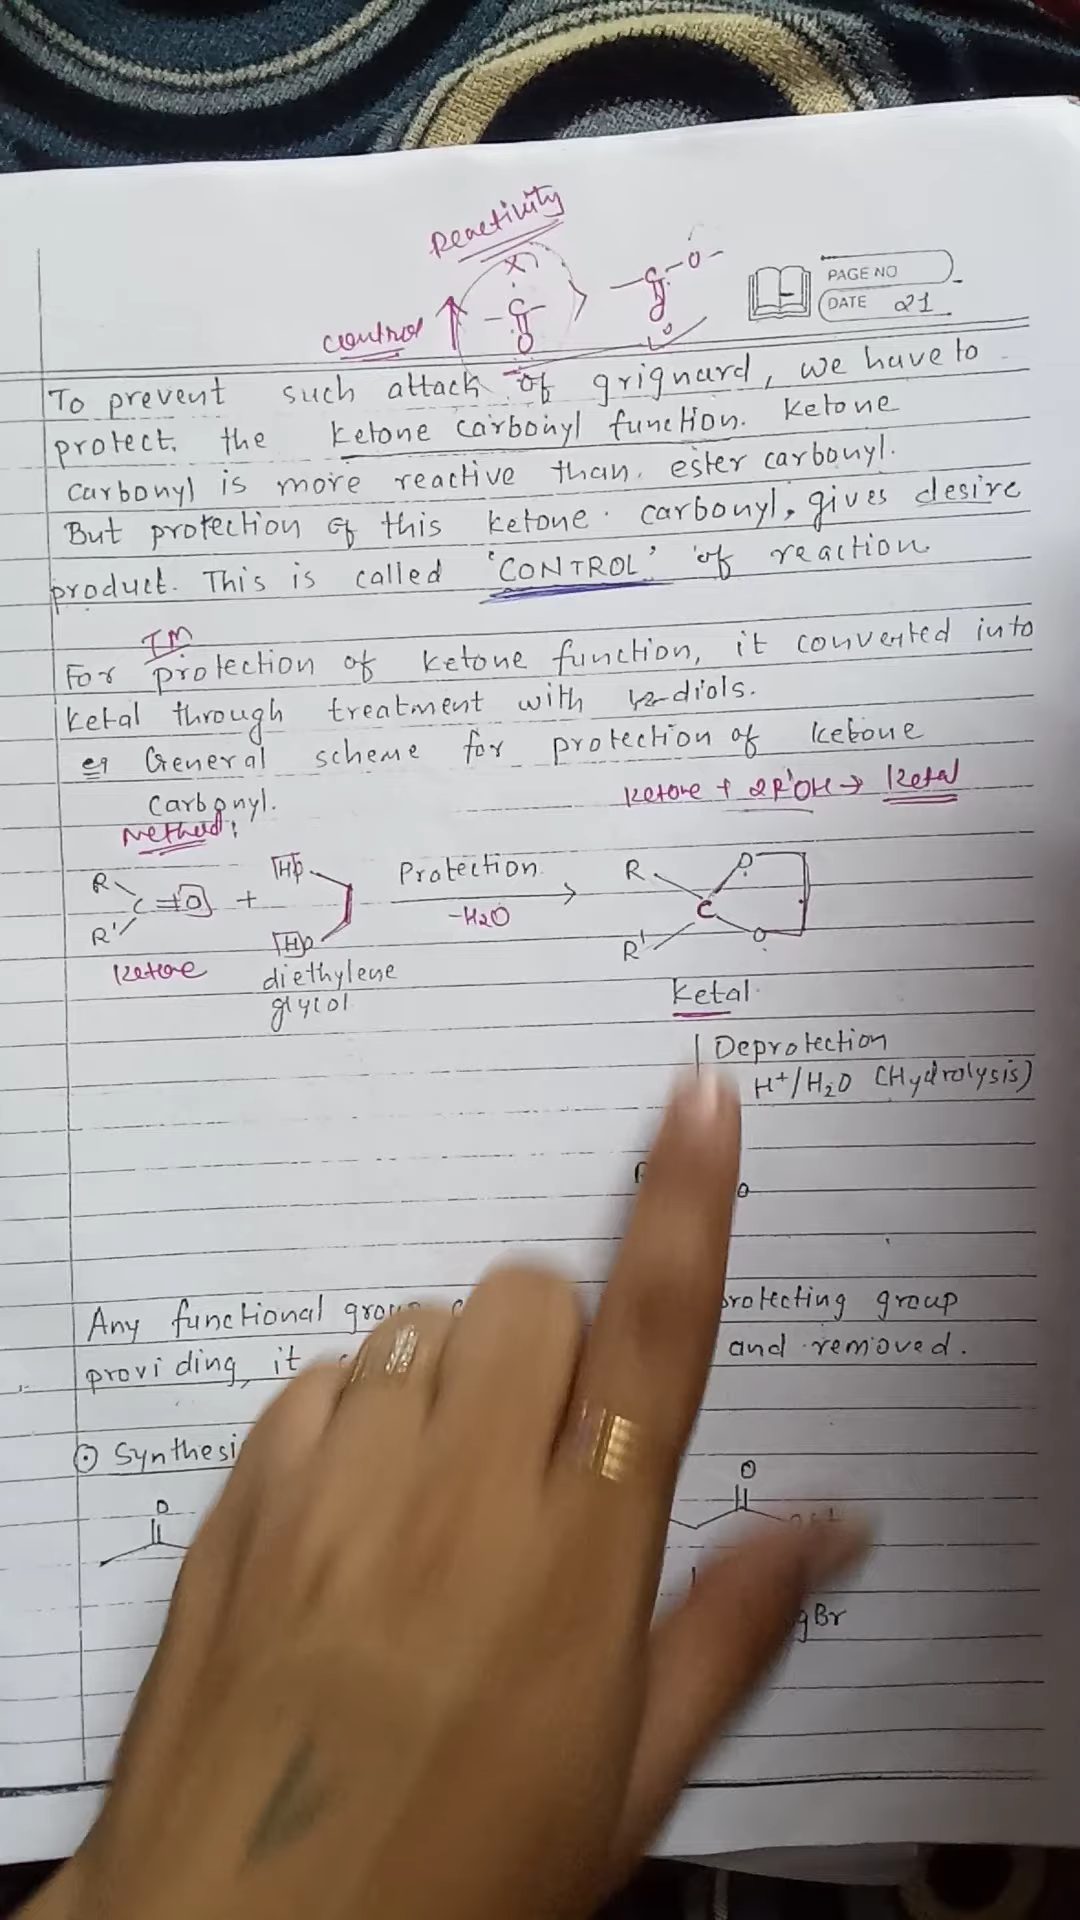 Reactivity
PAGE NO
DATE 21
control
To prevent such attack of grignard, we have to
protect. the ketone carbonyl function. Ketone
carbonyl is more reactive than ester carbonyl.
But protection of this ketone carbonyl, gives desire
product. This is called 'CONTROL' of reaction
TM
For protection of ketone function, it converted into
ketal through treatment with 1,2-diols.
eg General scheme for protection of ketone
carbonyl.
Ketone + 2R'OH → Ketal
Method:
R R' C=O + HO HO Protection -H2O → R R' C O O
Ketone diethylene glycol
Ketal
Deprotection
H+/H2O (Hydrolysis)
O
Any functional protecting group
providing, it and removed.
O
O
gBr